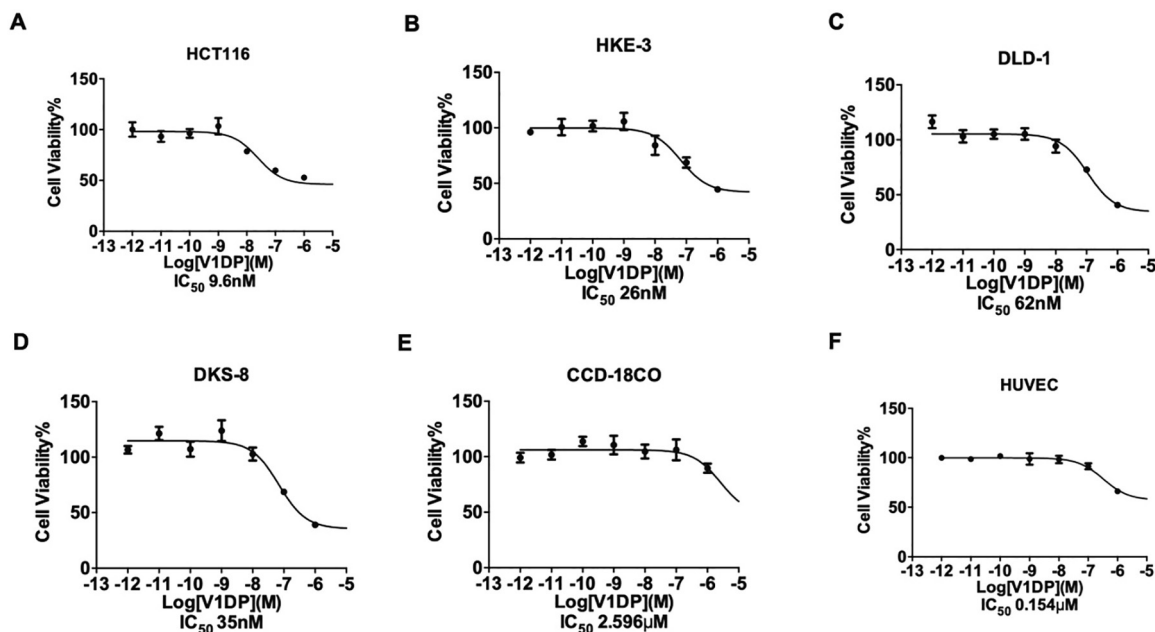 A
HCT116
Cell Viability%
150
100
50
0
-13 -12 -11 -10 -9 -8 -7 -6 -5
Log[V1DP](M)
IC50 9.6nM
B
HKE-3
Cell Viability%
150
100
50
0
-13 -12 -11 -10 -9 -8 -7 -6 -5
Log[V1DP](M)
IC50 26nM
C
DLD-1
Cell Viability%
150
100
50
0
-13 -12 -11 -10 -9 -8 -7 -6 -5
Log[V1DP](M)
IC50 62nM
D
DKS-8
Cell Viability%
150
100
50
0
-13 -12 -11 -10 -9 -8 -7 -6 -5
Log[V1DP](M)
IC50 35nM
E
CCD-18CO
Cell Viability%
150
100
50
0
-13 -12 -11 -10 -9 -8 -7 -6 -5
Log[V1DP](M)
IC50 2.596μM
F
HUVEC
Cell Viability%
150
100
50
0
-13 -12 -11 -10 -9 -8 -7 -6 -5
Log[V1DP](M)
IC50 0.154μM